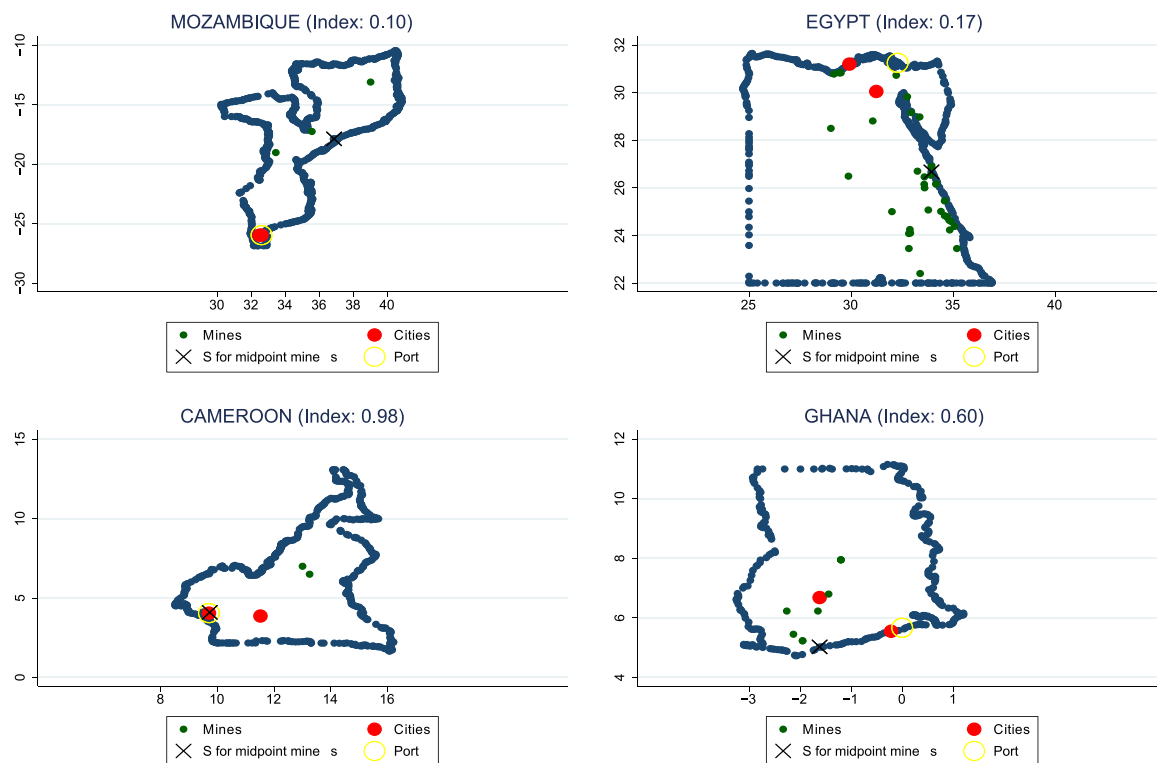 MOZAMBIQUE (Index: 0.10)
−10
−15
−20
−25
−30
30 32 34 36 38 40
Mines Cities
S for midpoint mine s Port
EGYPT (Index: 0.17)
32
30
28
26
24
22
25 30 35 40
Mines Cities
S for midpoint mine s Port
CAMEROON (Index: 0.98)
15
10
5
0
8 10 12 14 16
Mines Cities
S for midpoint mine s Port
GHANA (Index: 0.60)
12
10
8
6
4
−3 −2 −1 0 1
Mines Cities
S for midpoint mine s Port